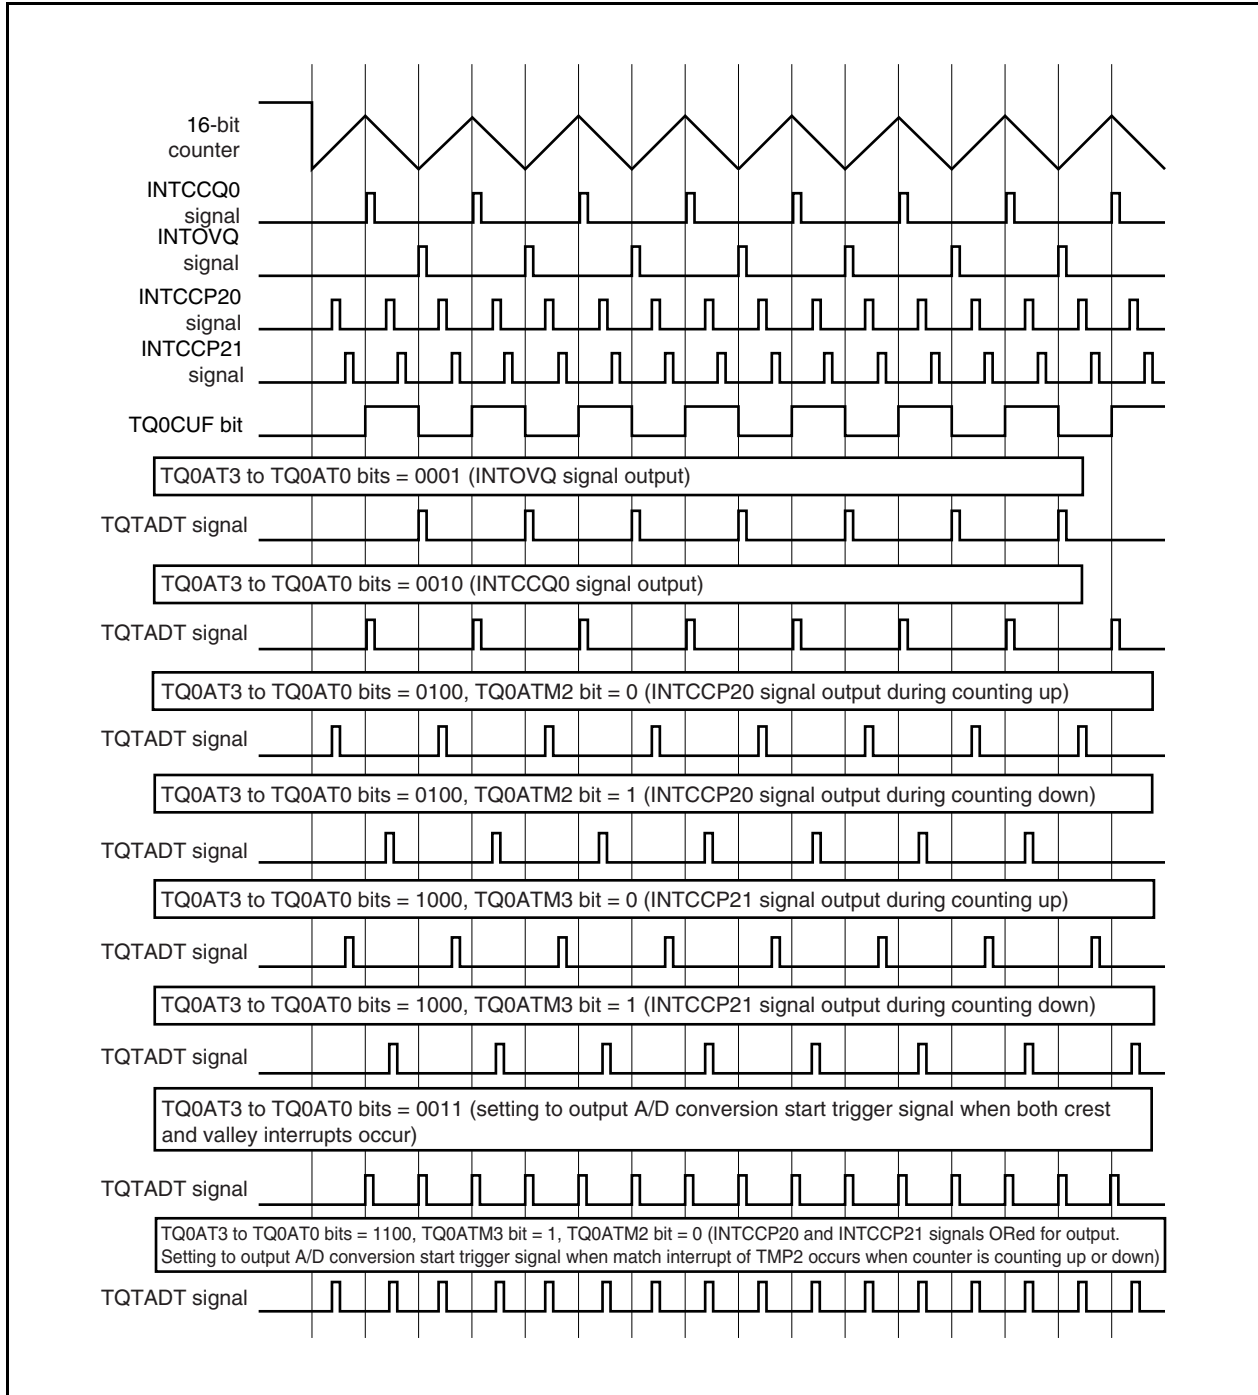 16-bit
counter
INTCCQ0
signal
INTOVQ
signal
INTCCP20
signal
INTCCP21
signal
TQ0CUF bit
TQ0AT3 to TQ0AT0 bits = 0001 (INTOVQ signal output)
TQTADT signal
TQ0AT3 to TQ0AT0 bits = 0010 (INTCCQ0 signal output)
TQTADT signal
TQ0AT3 to TQ0AT0 bits = 0100, TQ0ATM2 bit = 0 (INTCCP20 signal output during counting up)
TQTADT signal
TQ0AT3 to TQ0AT0 bits = 0100, TQ0ATM2 bit = 1 (INTCCP20 signal output during counting down)
TQTADT signal
TQ0AT3 to TQ0AT0 bits = 1000, TQ0ATM3 bit = 0 (INTCCP21 signal output during counting up)
TQTADT signal
TQ0AT3 to TQ0AT0 bits = 1000, TQ0ATM3 bit = 1 (INTCCP21 signal output during counting down)
TQTADT signal
TQ0AT3 to TQ0AT0 bits = 0011 (setting to output A/D conversion start trigger signal when both crest
and valley interrupts occur)
TQTADT signal
TQ0AT3 to TQ0AT0 bits = 1100, TQ0ATM3 bit = 1, TQ0ATM2 bit = 0 (INTCCP20 and INTCCP21 signals ORed for output.
Setting to output A/D conversion start trigger signal when match interrupt of TMP2 occurs when counter is counting up or down)
TQTADT signal